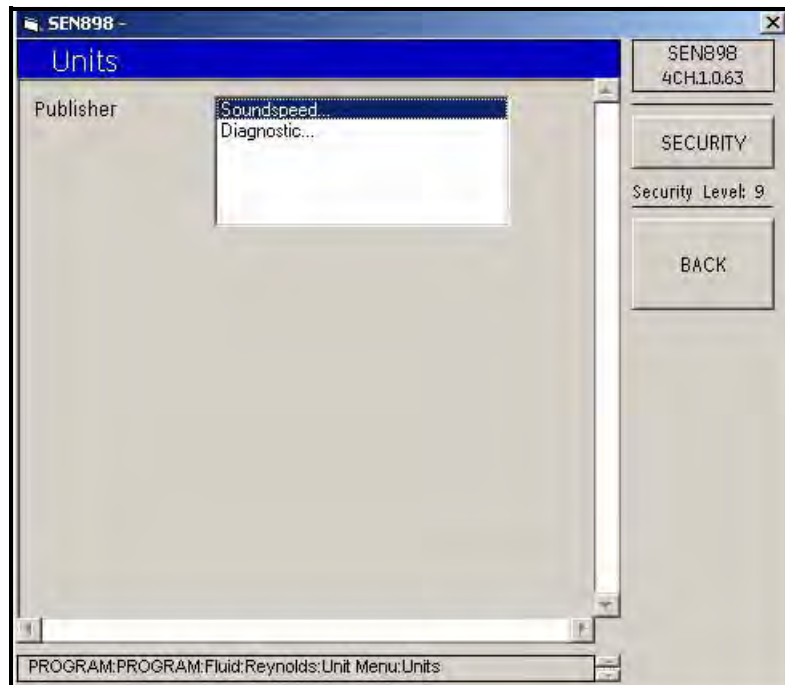 SEN898 -
Units
SEN898
4CH.1.0.63
Publisher
Soundspeed...
Diagnostic...
SECURITY
Security Level: 9
BACK
PROGRAM:PROGRAM:Fluid:Reynolds:Unit Menu:Units